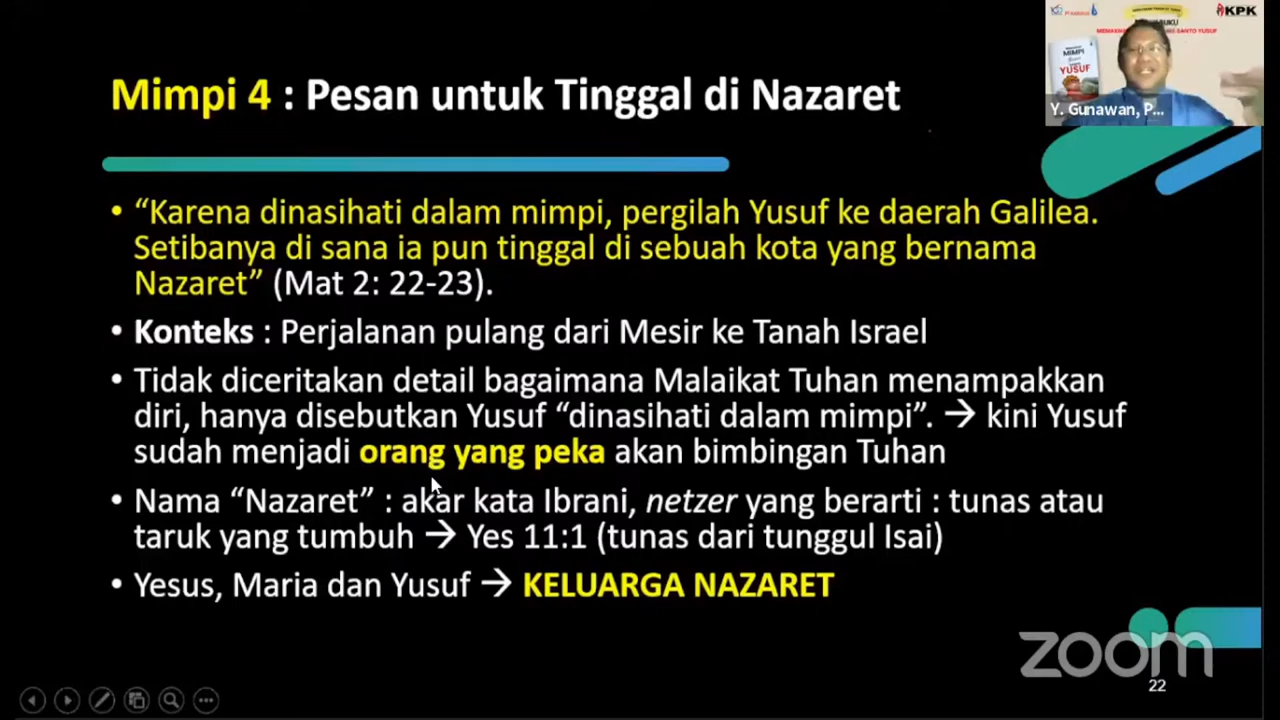 KPK
MIMPI
YUSUF
Y. Gunawan, P...
Mimpi 4 : Pesan untuk Tinggal di Nazaret
• “Karena dinasihati dalam mimpi, pergilah Yusuf ke daerah Galilea.
Setibanya di sana ia pun tinggal di sebuah kota yang bernama
Nazaret” (Mat 2: 22-23).
• Konteks : Perjalanan pulang dari Mesir ke Tanah Israel
• Tidak diceritakan detail bagaimana Malaikat Tuhan menampakkan
diri, hanya disebutkan Yusuf “dinasihati dalam mimpi”. → kini Yusuf
sudah menjadi orang yang peka akan bimbingan Tuhan
• Nama “Nazaret” : akar kata Ibrani, netzer yang berarti : tunas atau
taruk yang tumbuh → Yes 11:1 (tunas dari tunggul Isai)
• Yesus, Maria dan Yusuf → KELUARGA NAZARET
zoom
22